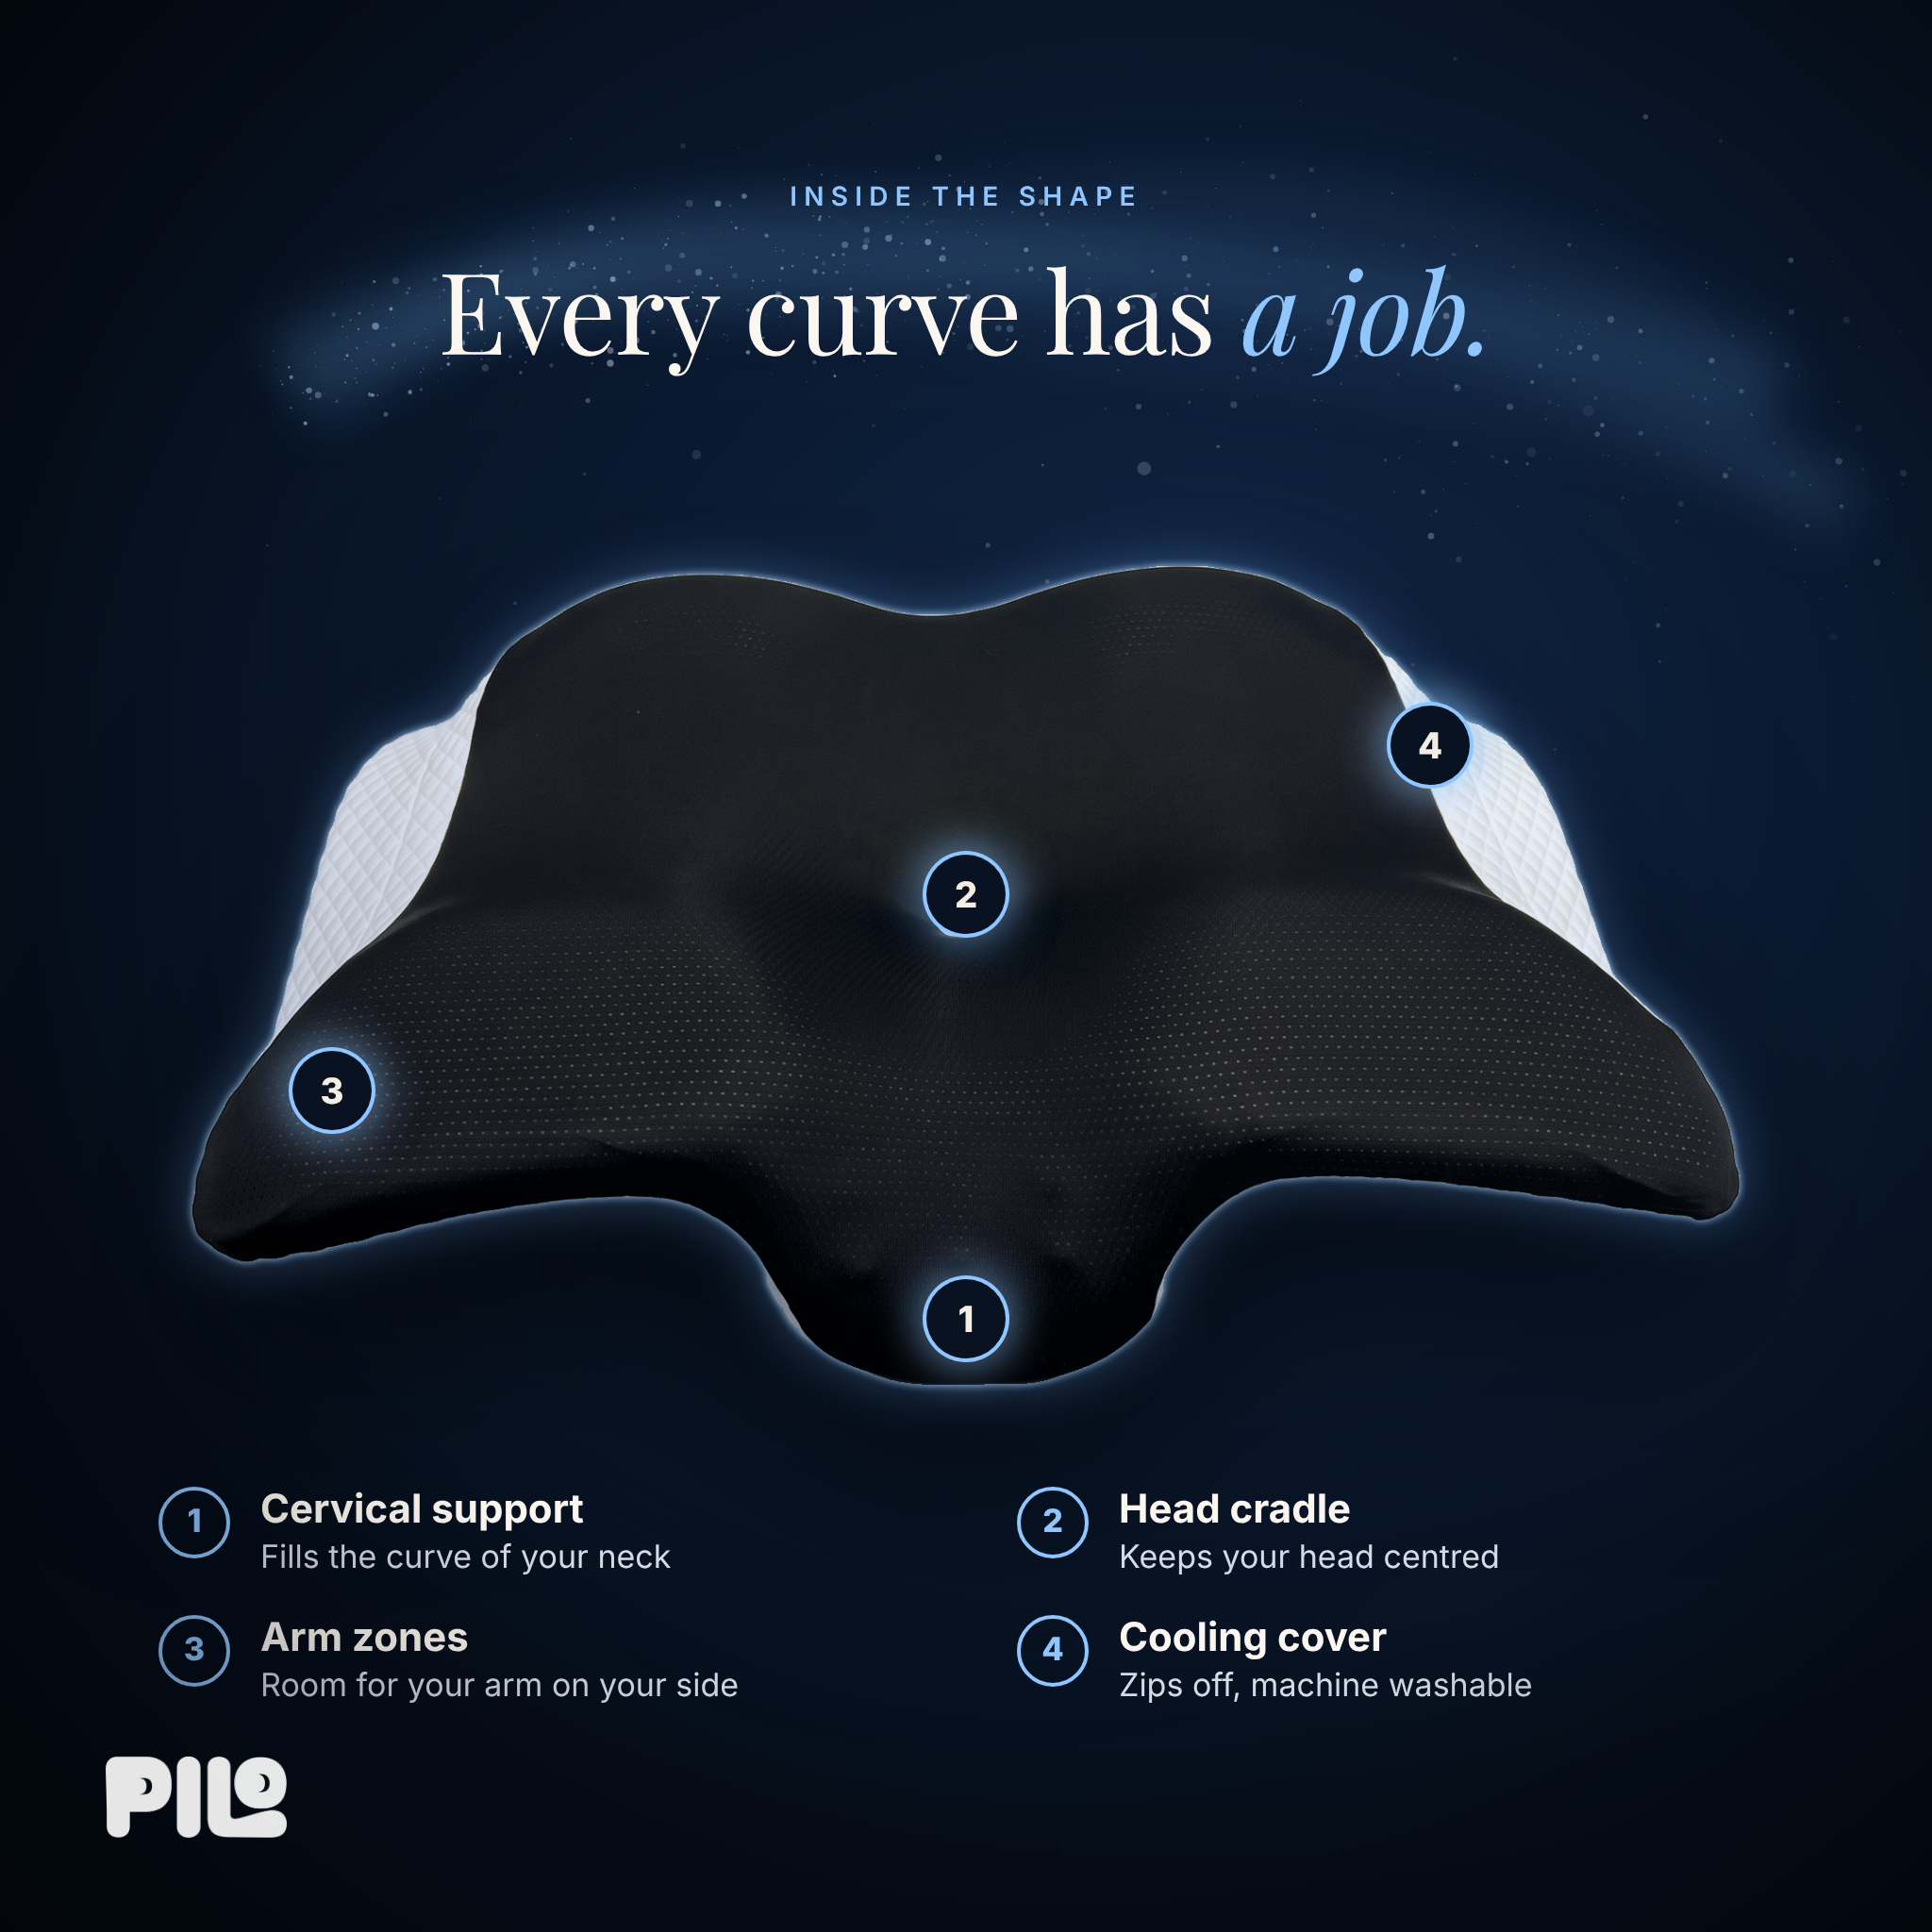 INSIDE THE SHAPE
Every curve has a job.
4
2
3
1
1 Cervical support
Fills the curve of your neck
2 Head cradle
Keeps your head centred
3 Arm zones
Room for your arm on your side
4 Cooling cover
Zips off, machine washable
PILO